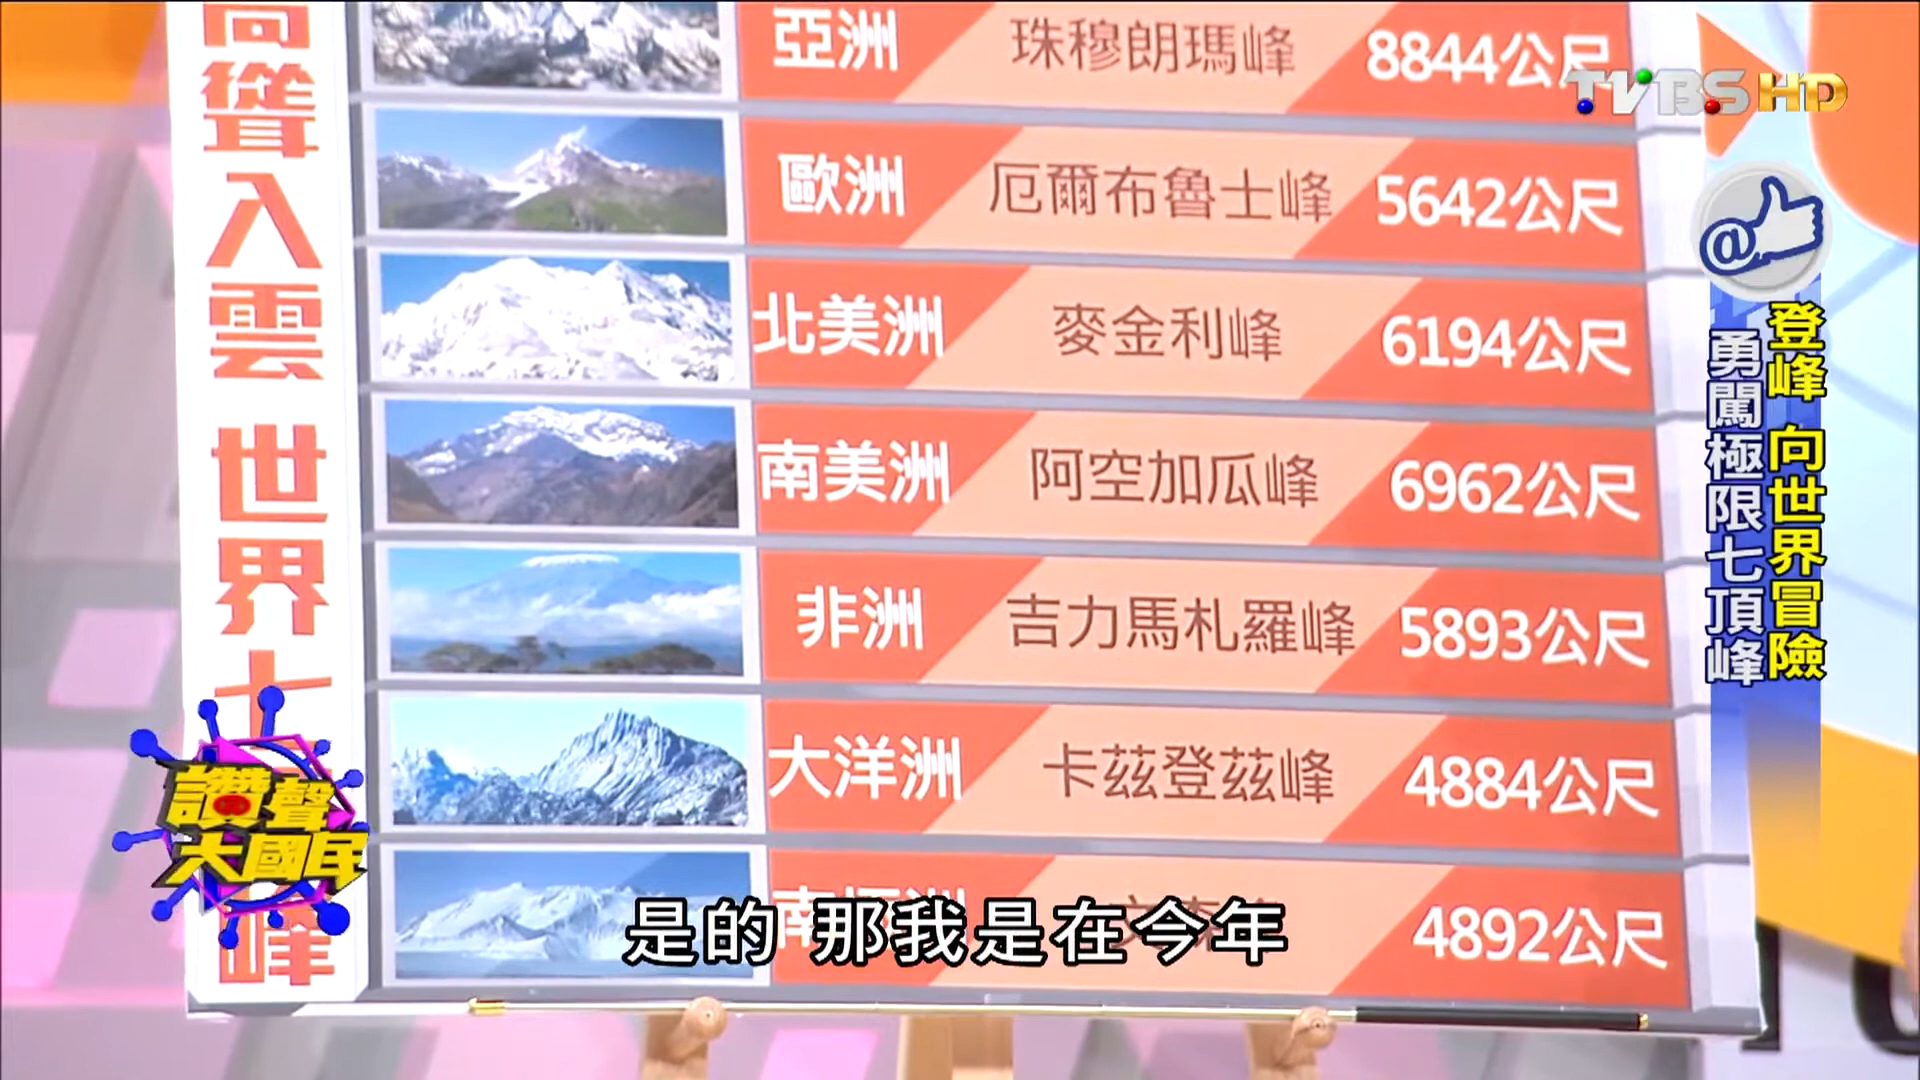 高聳入雲 世界七頂峰
亞洲 珠穆朗瑪峰 8844公尺
歐洲 厄爾布魯士峰 5642公尺
北美洲 麥金利峰 6194公尺
南美洲 阿空加瓜峰 6962公尺
非洲 吉力馬札羅峰 5893公尺
大洋洲 卡茲登茲峰 4884公尺
南 4892公尺
TVBS HD
登峰 向世界冒險
勇闖極限七頂峰
讚聲
大國民
是的 那我是在今年